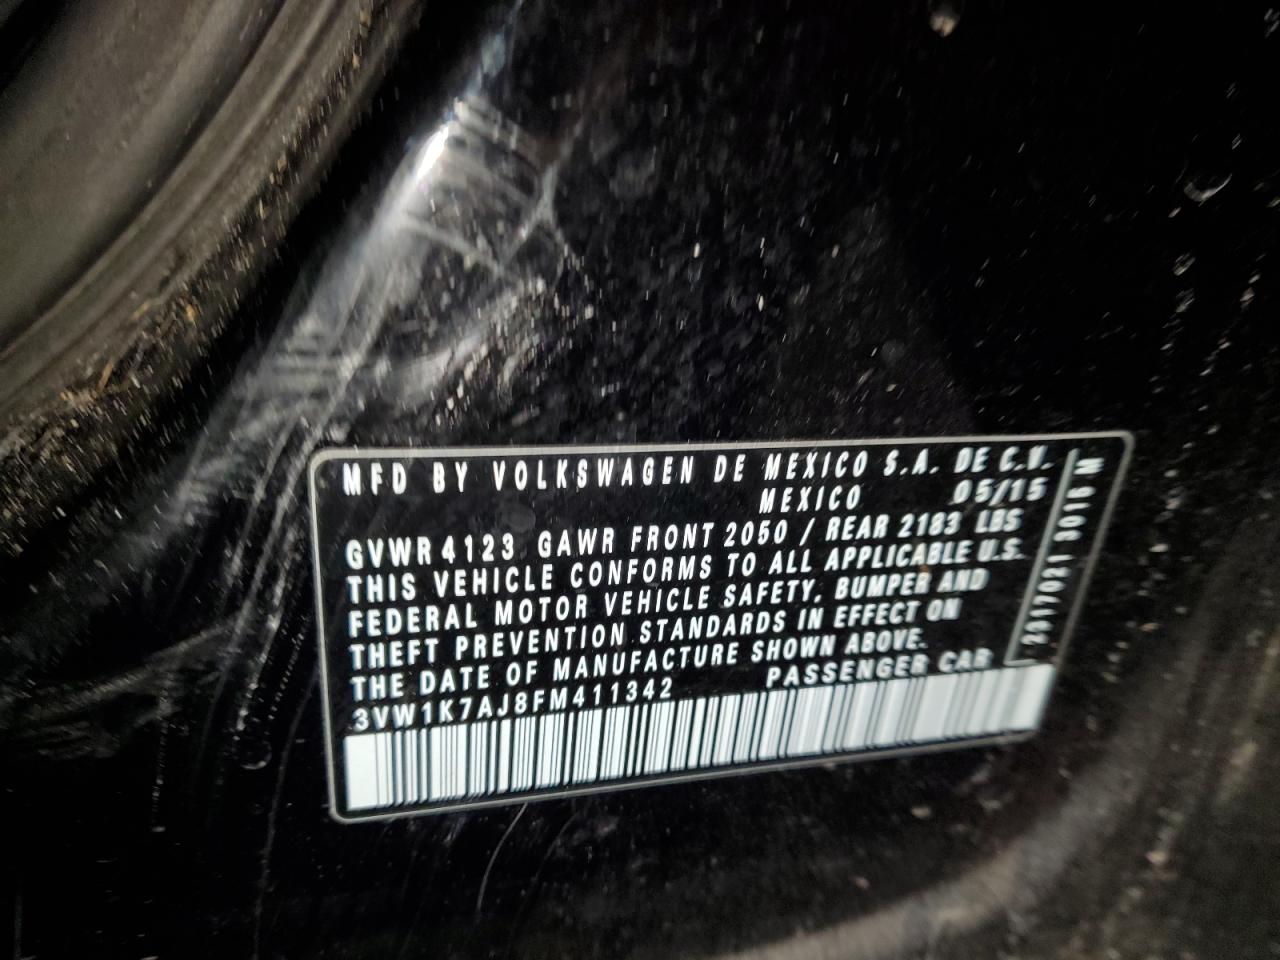 MFD BY VOLKSWAGEN DE MEXICO S.A. DE C.V.
MEXICO 05/15
GVWR 4123 GAWR FRONT 2050 / REAR 2183 LBS
THIS VEHICLE CONFORMS TO ALL APPLICABLE U.S.
FEDERAL MOTOR VEHICLE SAFETY, BUMPER AND
THEFT PREVENTION STANDARDS IN EFFECT ON
THE DATE OF MANUFACTURE SHOWN ABOVE.
3VW1K7AJ8FM411342 PASSENGER CAR